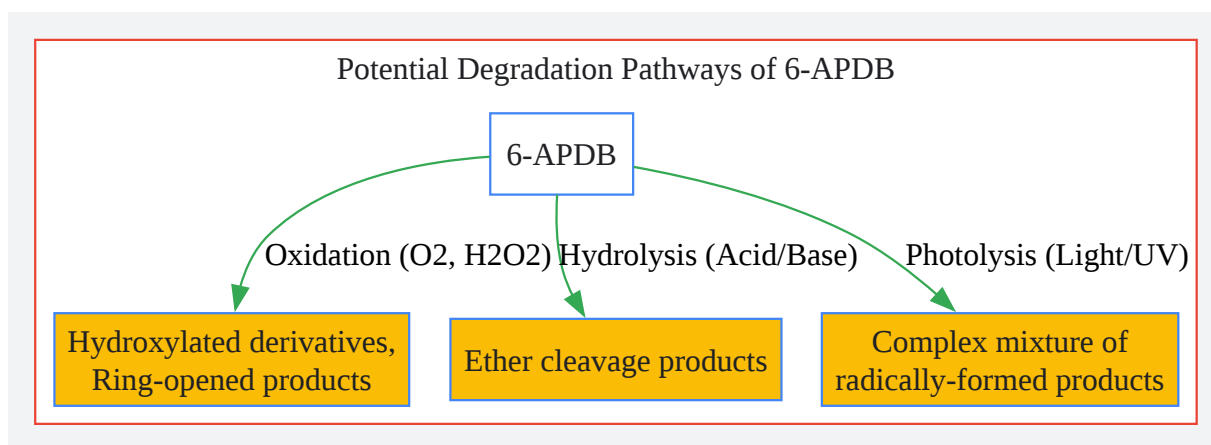 Potential Degradation Pathways of 6-APDB
6-APDB
Oxidation (O2, H2O2)
Hydrolysis (Acid/Base)
Photolysis (Light/UV)
Hydroxylated derivatives,
Ring-opened products
Ether cleavage products
Complex mixture of
radically-formed products